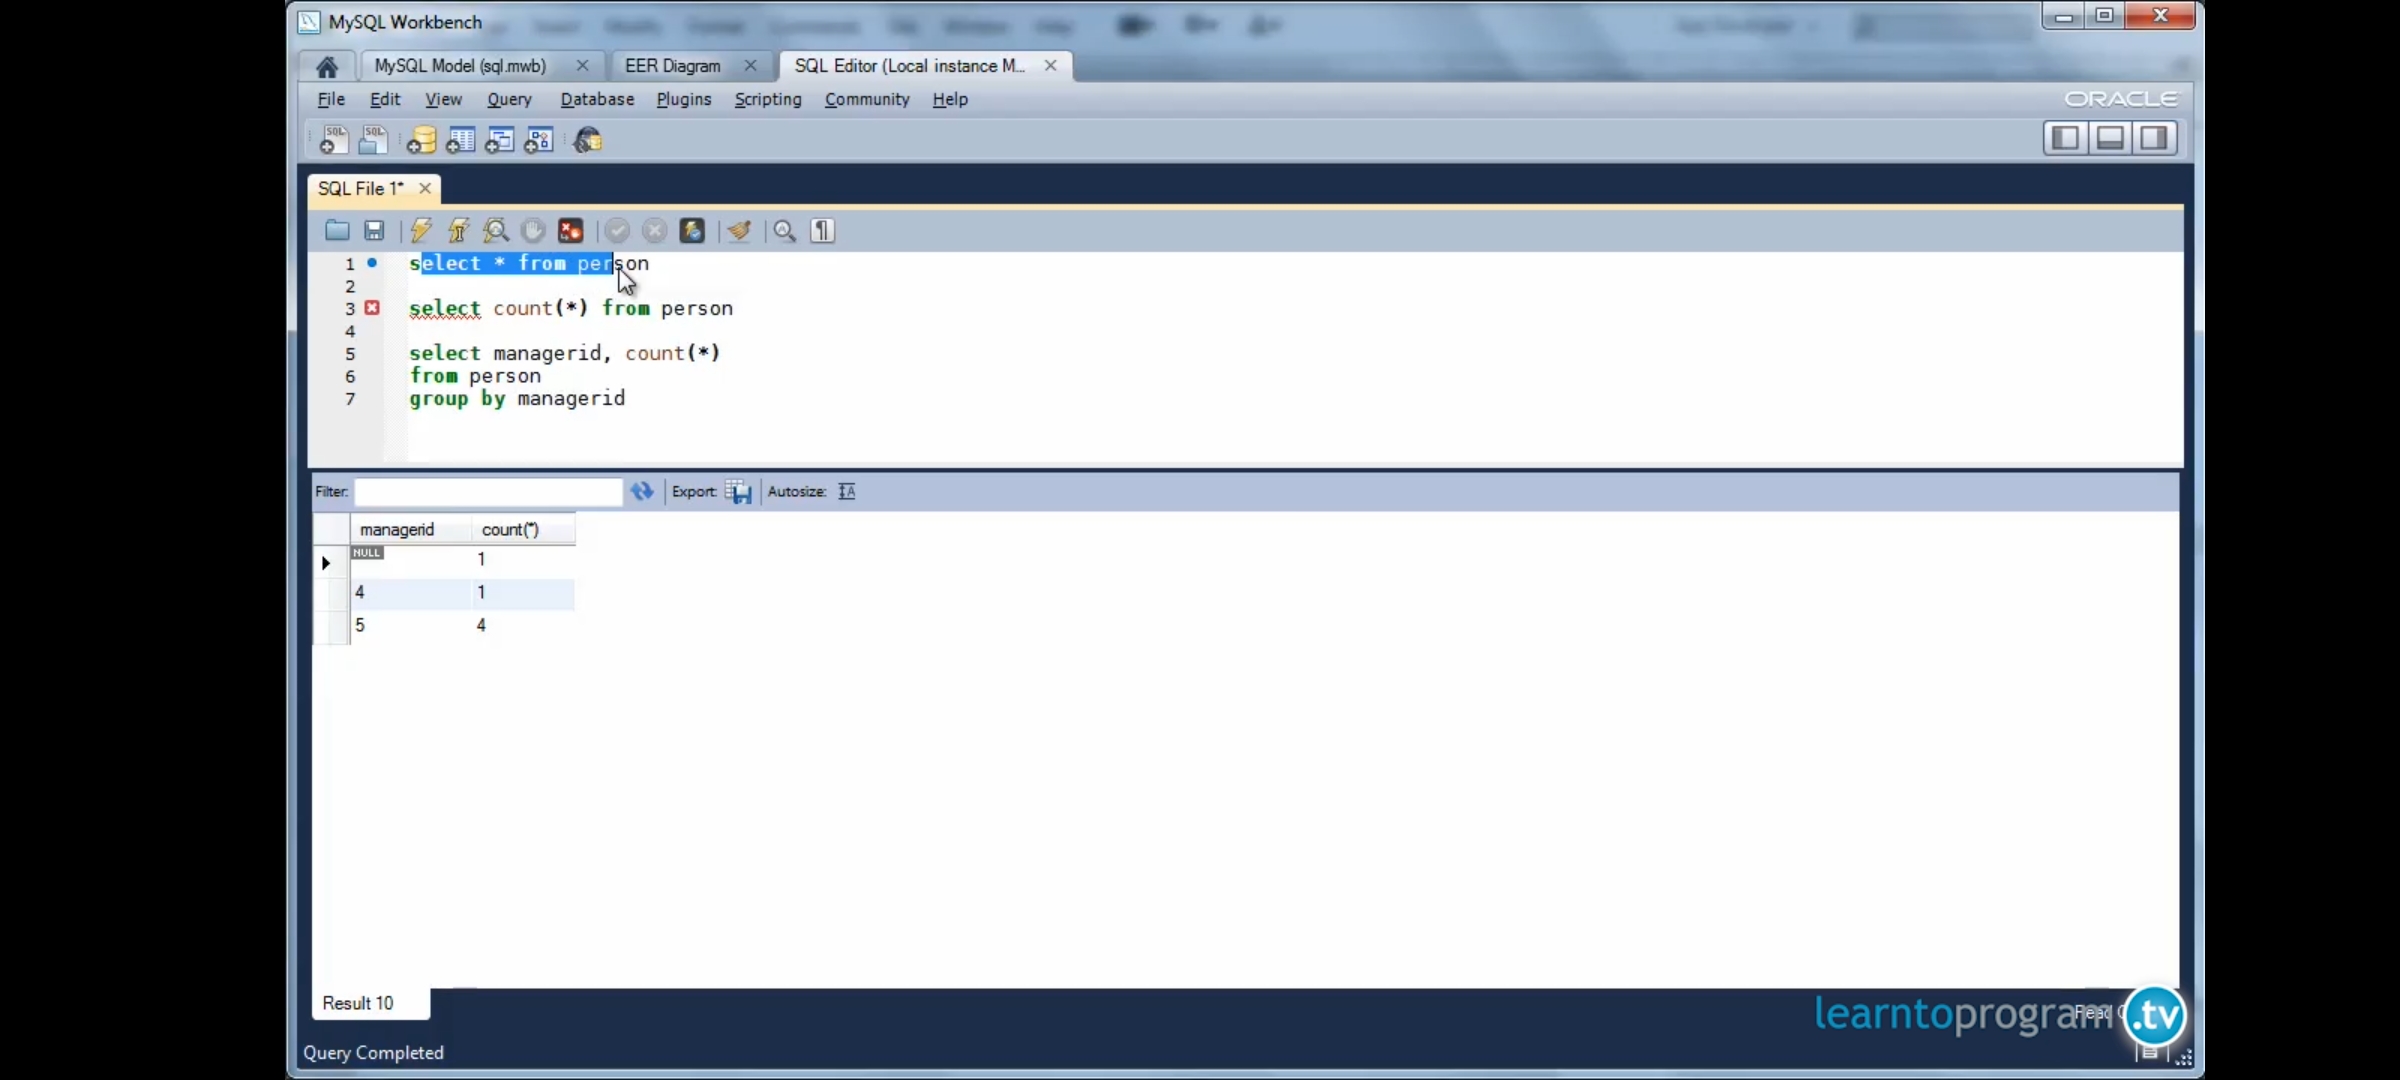 MySQL Workbench
MySQL Model (sql.mwb)
EER Diagram
SQL Editor (Local instance M...
File Edit View Query Database Plugins Scripting Community Help
ORACLE
SQL SQL
SQL File 1*
1 select * from person
2
3 select count(*) from person
4
5 select managerid, count(*)
6 from person
7 group by managerid
Filter: Export: Autosize:
managerid count(*)
NULL 1
4 1
5 4
Result 10
learntoprogram.tv
Query Completed